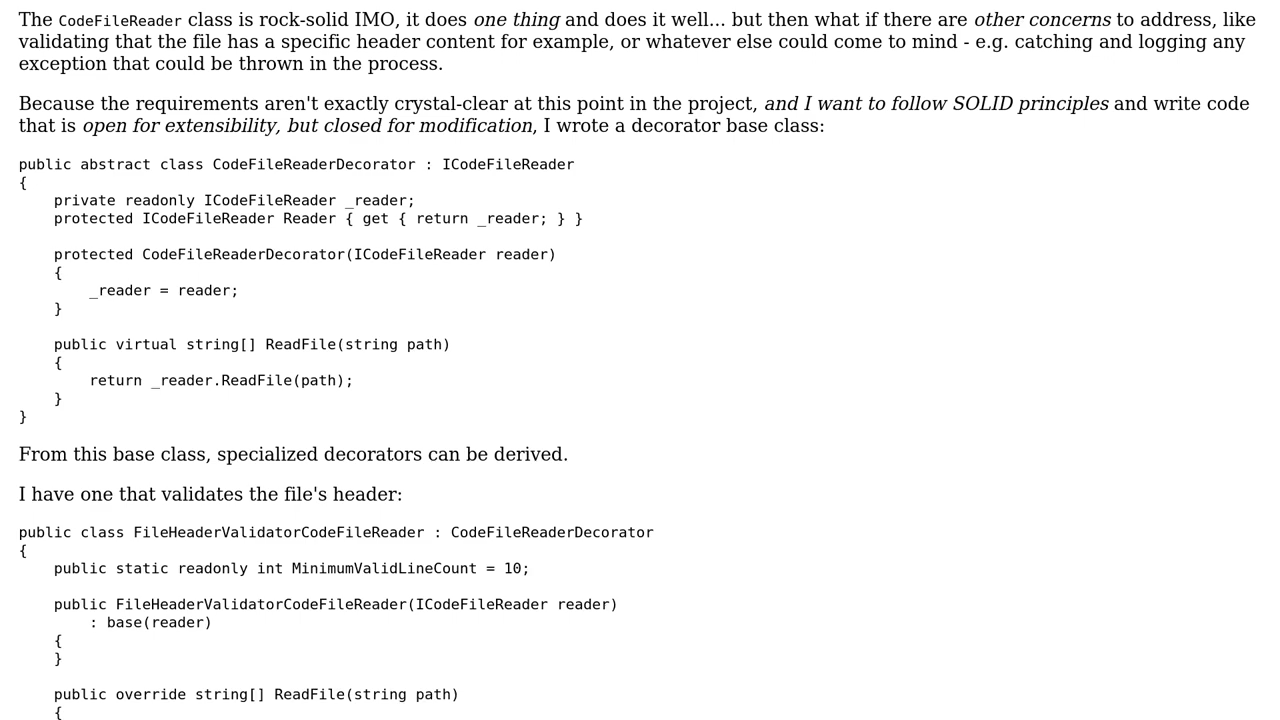 The CodeFileReader class is rock-solid IMO, it does one thing and does it well... but then what if there are other concerns to address, like
validating that the file has a specific header content for example, or whatever else could come to mind - e.g. catching and logging any
exception that could be thrown in the process.
Because the requirements aren't exactly crystal-clear at this point in the project, and I want to follow SOLID principles and write code
that is open for extensibility, but closed for modification, I wrote a decorator base class:
public abstract class CodeFileReaderDecorator : ICodeFileReader
{
    private readonly ICodeFileReader _reader;
    protected ICodeFileReader Reader { get { return _reader; } }
    protected CodeFileReaderDecorator(ICodeFileReader reader)
    {
        _reader = reader;
    }
    public virtual string[] ReadFile(string path)
    {
        return _reader.ReadFile(path);
    }
}
From this base class, specialized decorators can be derived.
I have one that validates the file's header:
public class FileHeaderValidatorCodeFileReader : CodeFileReaderDecorator
{
    public static readonly int MinimumValidLineCount = 10;
    public FileHeaderValidatorCodeFileReader(ICodeFileReader reader)
        : base(reader)
    {
    }
    public override string[] ReadFile(string path)
    {